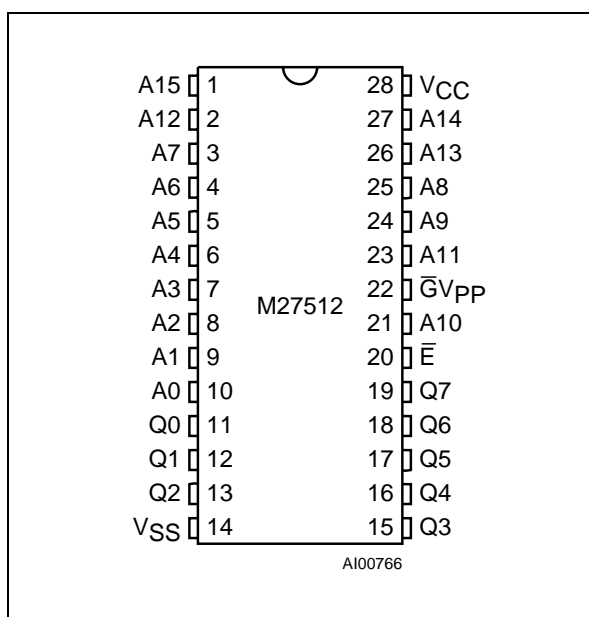 A15 1 28 VCC
A12 2 27 A14
A7 3 26 A13
A6 4 25 A8
A5 5 24 A9
A4 6 23 A11
A3 7 22 G̅VPP
M27512
A2 8 21 A10
A1 9 20 E̅
A0 10 19 Q7
Q0 11 18 Q6
Q1 12 17 Q5
Q2 13 16 Q4
VSS 14 15 Q3
AI00766